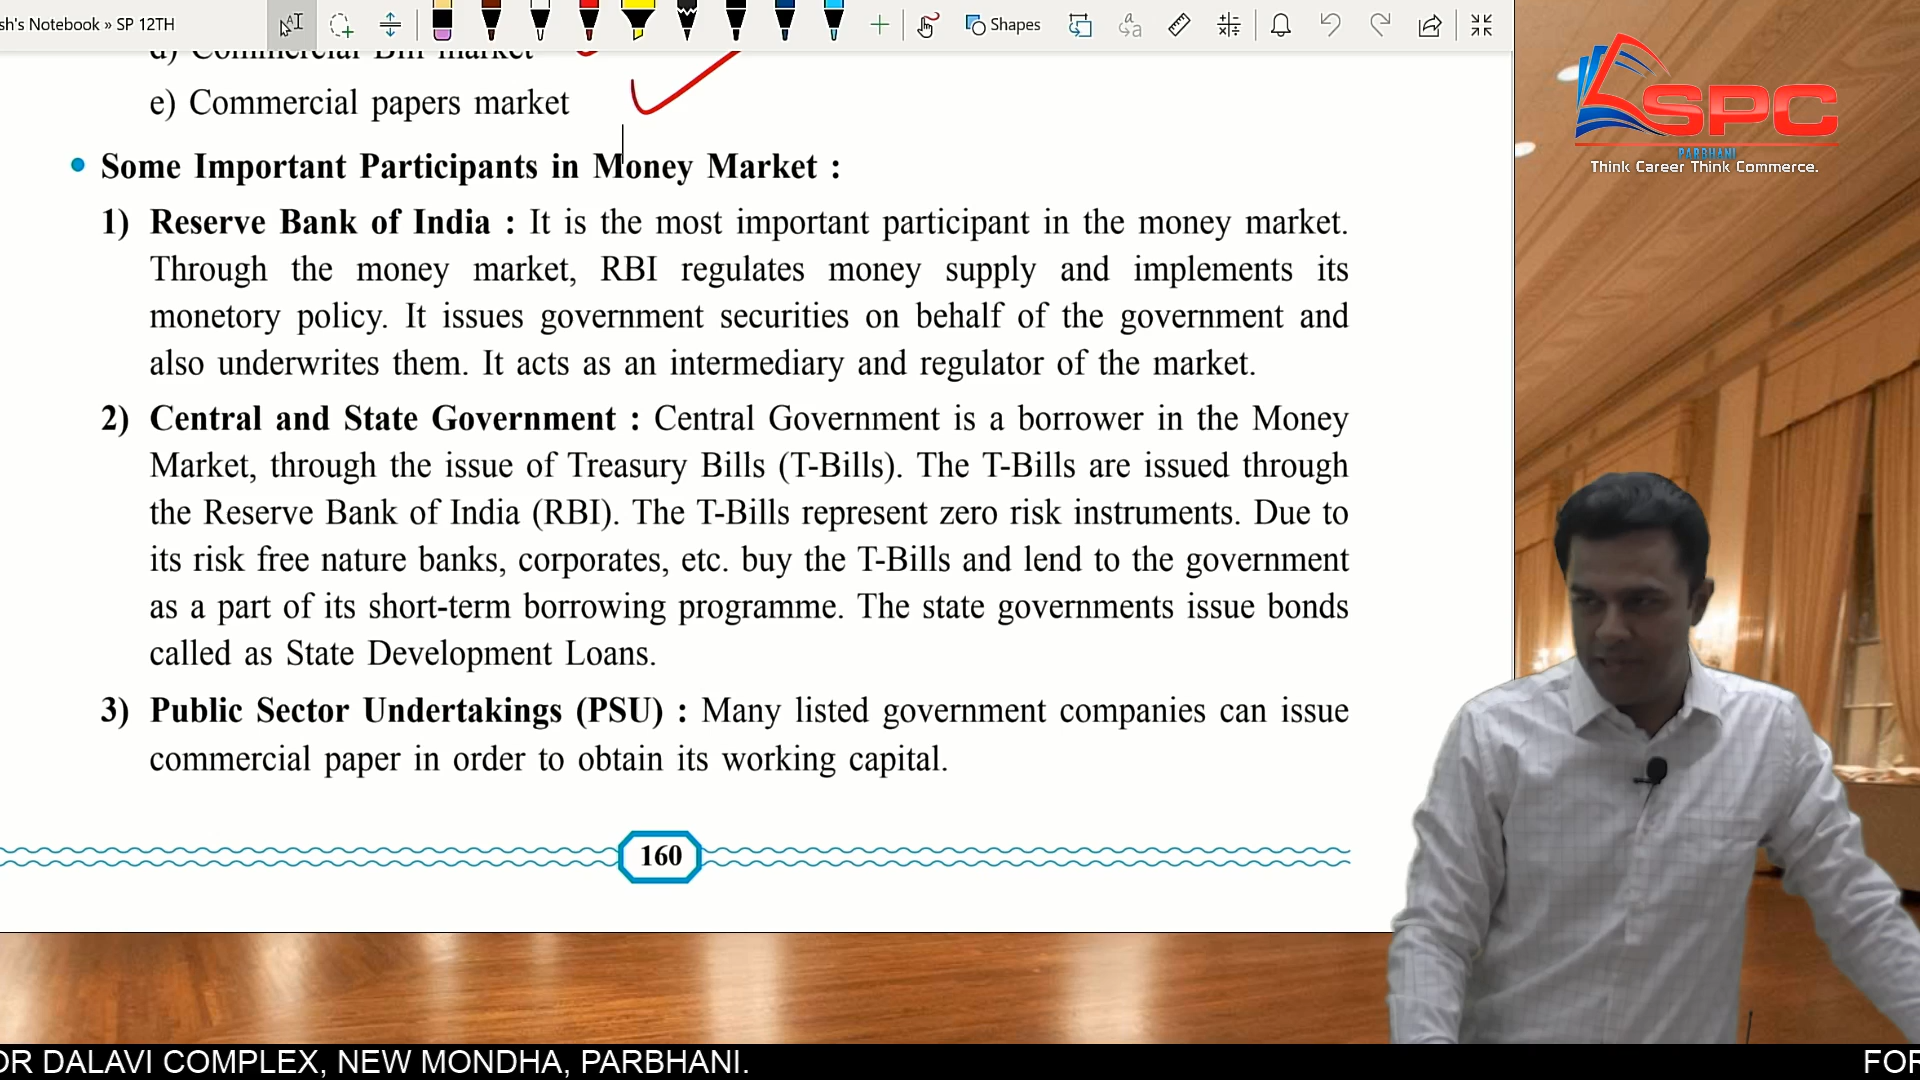 sh's Notebook » SP 12TH
Shapes
d) Commercial Bill market
e) Commercial papers market
Some Important Participants in Money Market :
1) Reserve Bank of India : It is the most important participant in the money market.
Through the money market, RBI regulates money supply and implements its
monetory policy. It issues government securities on behalf of the government and
also underwrites them. It acts as an intermediary and regulator of the market.
2) Central and State Government : Central Government is a borrower in the Money
Market, through the issue of Treasury Bills (T-Bills). The T-Bills are issued through
the Reserve Bank of India (RBI). The T-Bills represent zero risk instruments. Due to
its risk free nature banks, corporates, etc. buy the T-Bills and lend to the government
as a part of its short-term borrowing programme. The state governments issue bonds
called as State Development Loans.
3) Public Sector Undertakings (PSU) : Many listed government companies can issue
commercial paper in order to obtain its working capital.
160
SPC
PARBHANI
Think Career Think Commerce.
OR DALAVI COMPLEX, NEW MONDHA, PARBHANI.
FOR